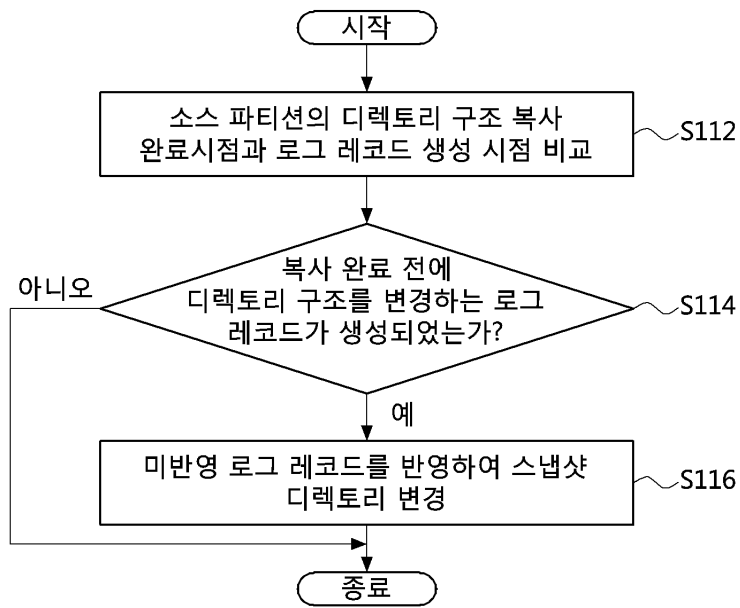 시작
소스 파티션의 디렉토리 구조 복사
완료시점과 로그 레코드 생성 시점 비교
S112
복사 완료 전에
디렉토리 구조를 변경하는 로그
레코드가 생성되었는가?
아니오
S114
예
미반영 로그 레코드를 반영하여 스냅샷
디렉토리 변경
S116
종료